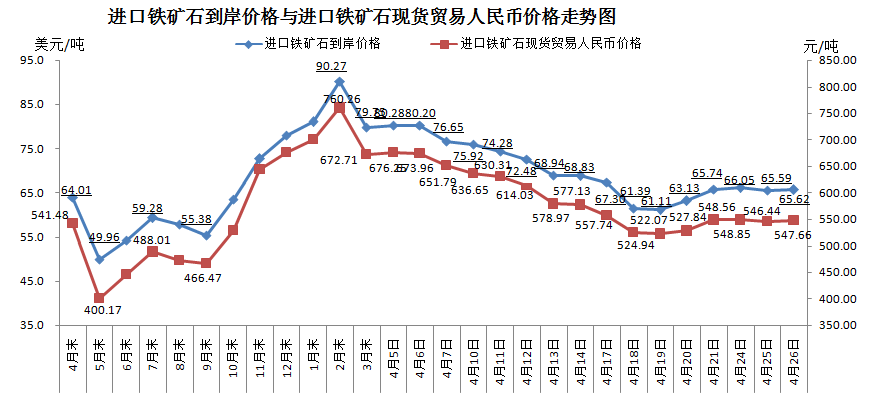 进口铁矿石到岸价格与进口铁矿石现货贸易人民币价格走势图
美元/吨
元/吨
进口铁矿石到岸价格
进口铁矿石现货贸易人民币价格
95.0
85.0
75.0
65.0
55.0
45.0
35.0
850.00
800.00
750.00
700.00
650.00
600.00
550.00
500.00
450.00
400.00
350.00
64.01
49.96
59.28
55.38
90.27
79.75
80.28
80.20
76.65
75.92
74.28
72.48
68.94
68.83
67.36
61.39
61.11
63.13
65.74
66.05
65.59
65.62
541.48
400.17
488.01
466.47
760.26
672.71
676.25
673.96
651.79
636.65
630.31
614.03
578.97
577.13
557.74
524.94
522.07
527.84
548.56
548.85
546.44
547.66
4月末
5月末
6月末
7月末
8月末
9月末
10月末
11月末
12月末
1月末
2月末
3月末
4月5日
4月6日
4月7日
4月10日
4月11日
4月12日
4月13日
4月14日
4月17日
4月18日
4月19日
4月20日
4月21日
4月24日
4月25日
4月26日